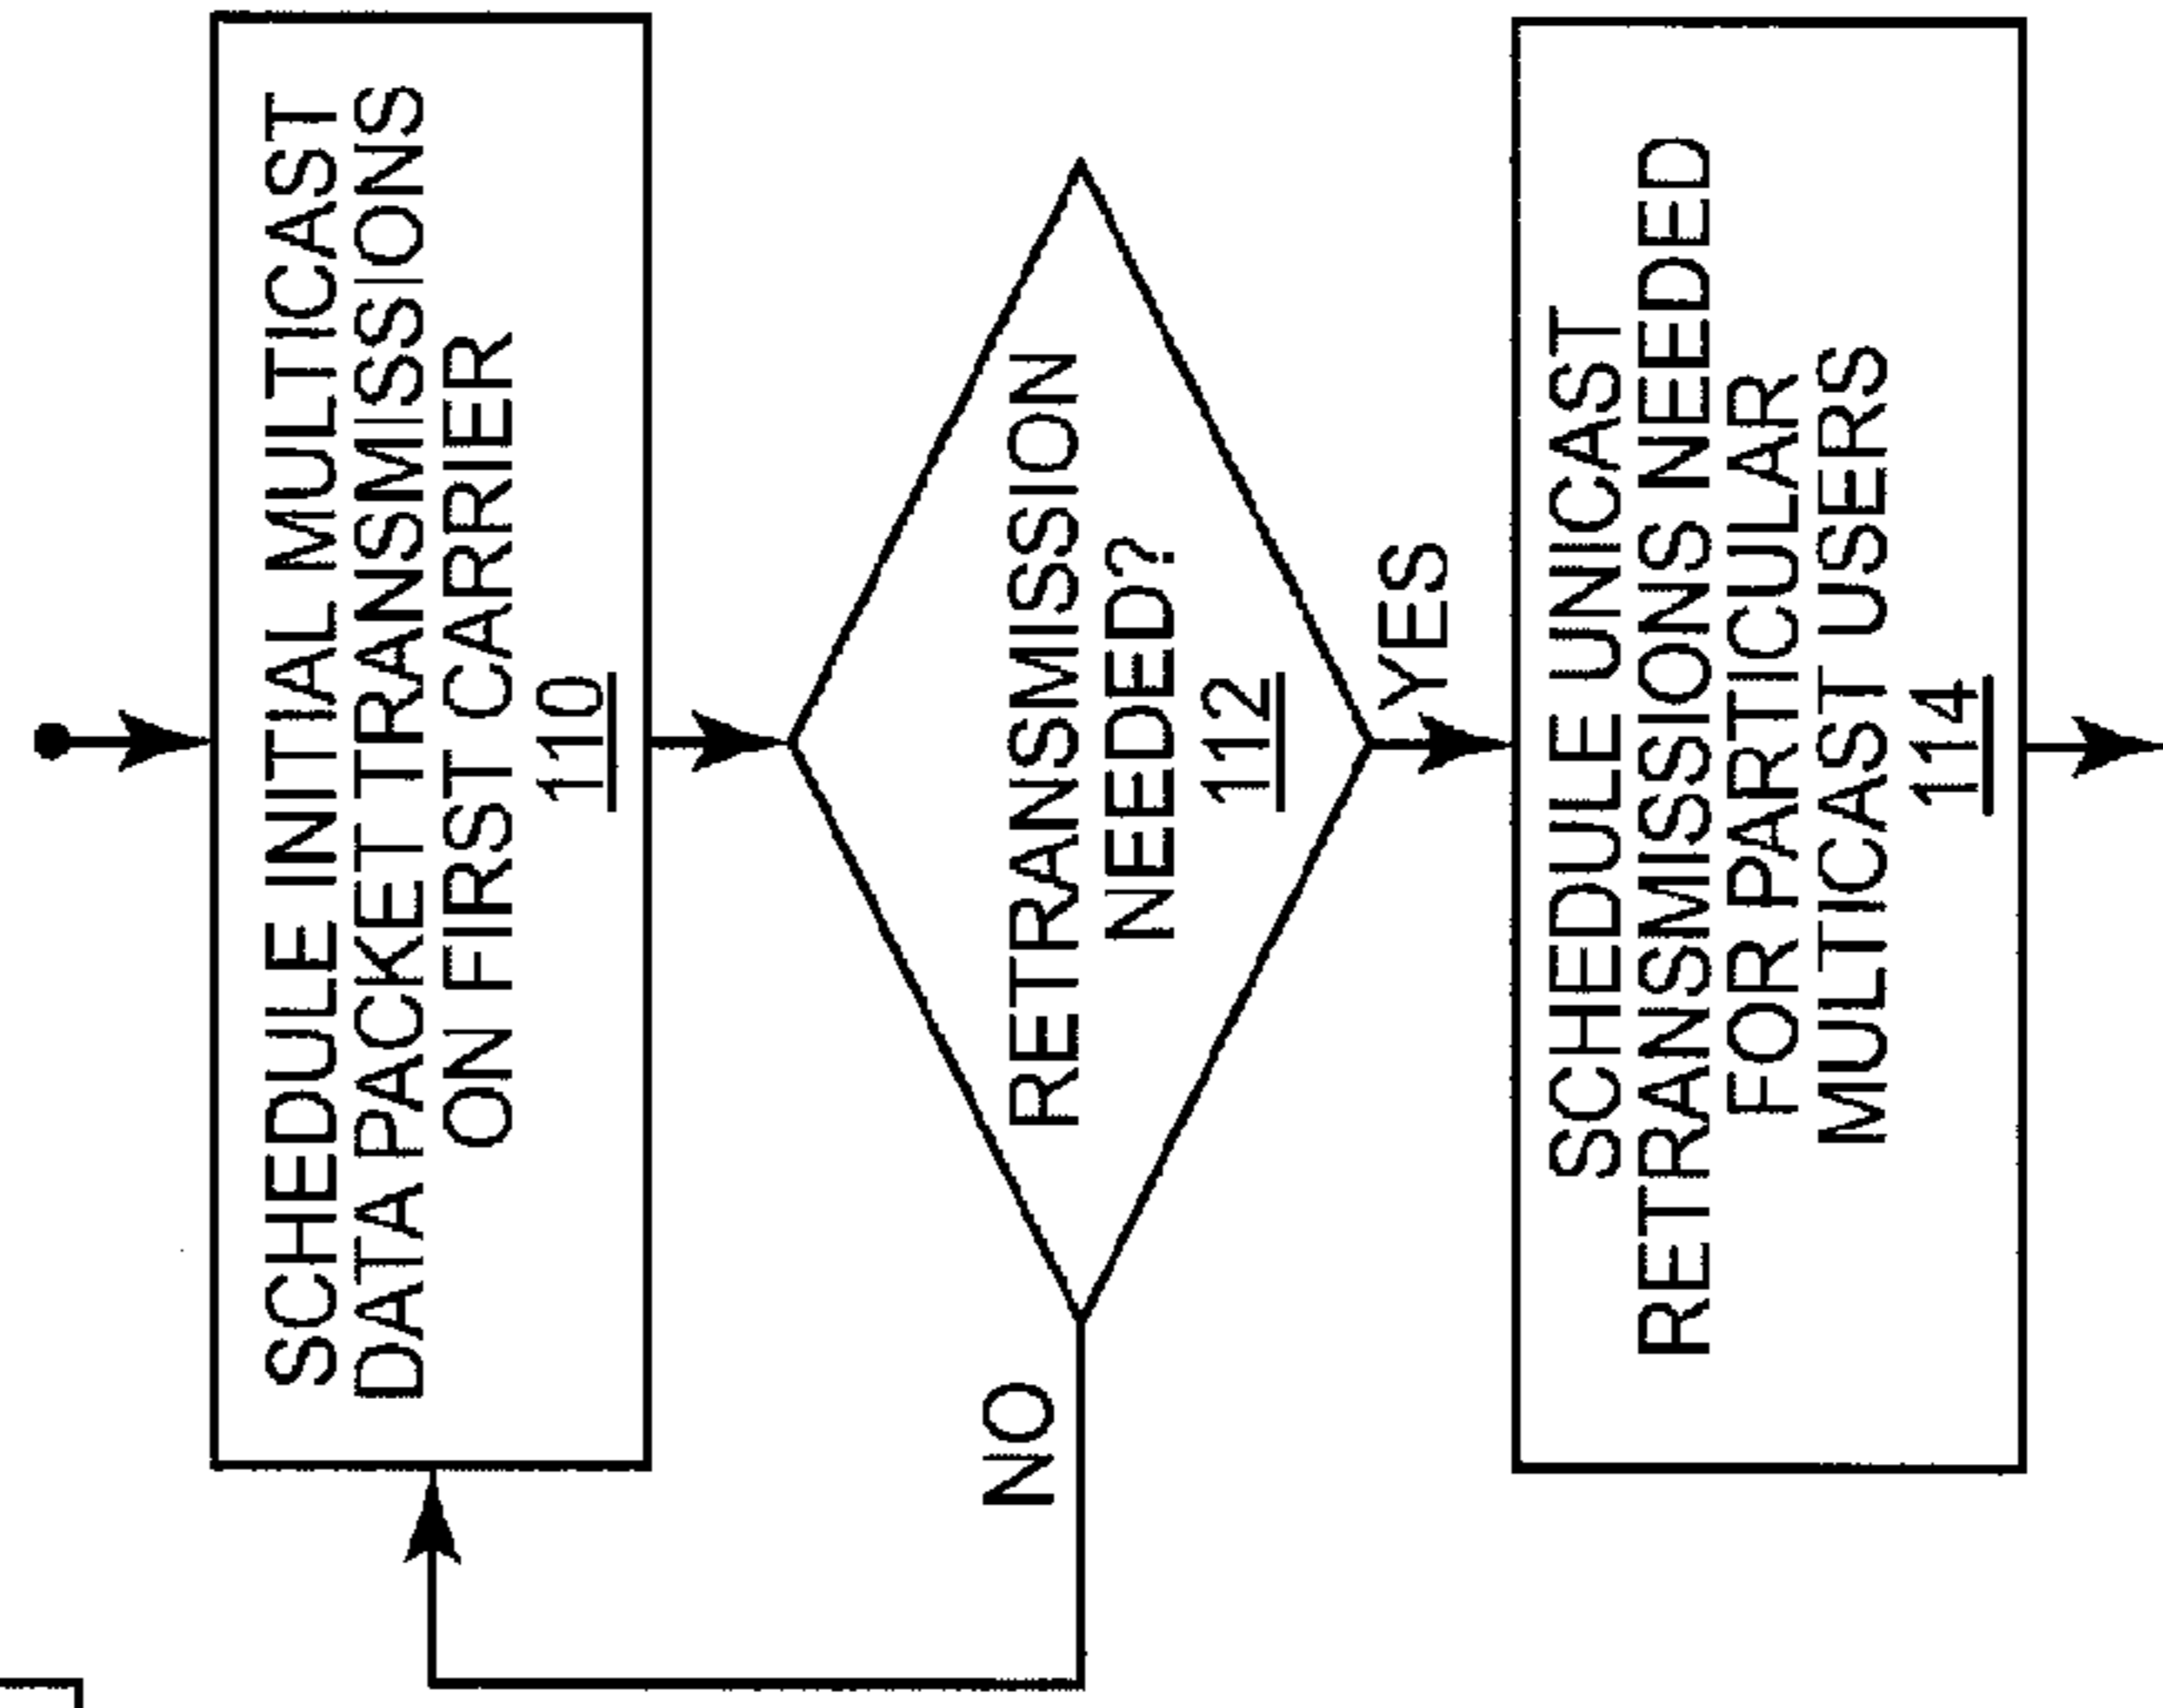 SCHEDULE INITIAL MULTICAST
DATA PACKET TRANSMISSIONS
ON FIRST CARRIER
110
RETRANSMISSION
NEEDED?
112
NO
YES
SCHEDULE UNICAST
RETRANSMISSIONS NEEDED
FOR PARTICULAR
MULTICAST USERS
114